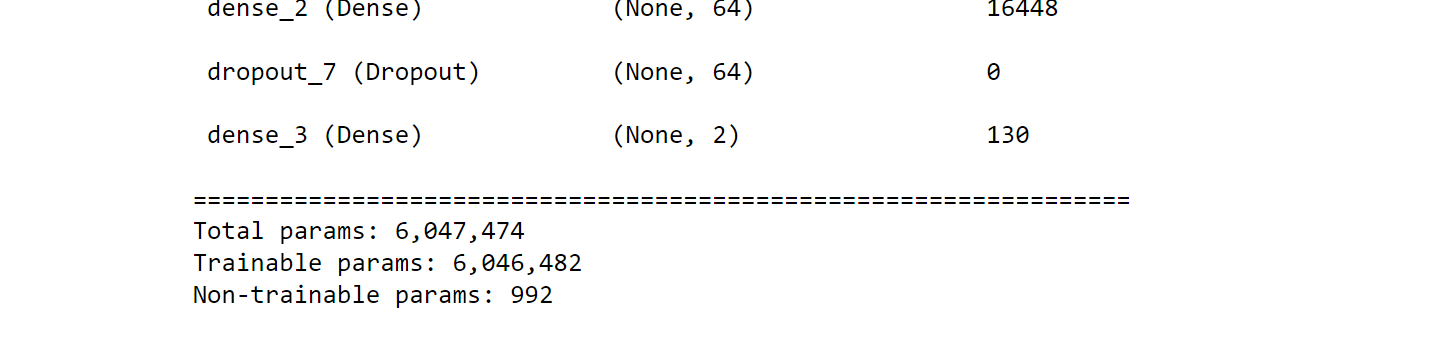 dense_2 (Dense) (None, 64) 16448
dropout_7 (Dropout) (None, 64) 0
dense_3 (Dense) (None, 2) 130
=================================================================
Total params: 6,047,474
Trainable params: 6,046,482
Non-trainable params: 992